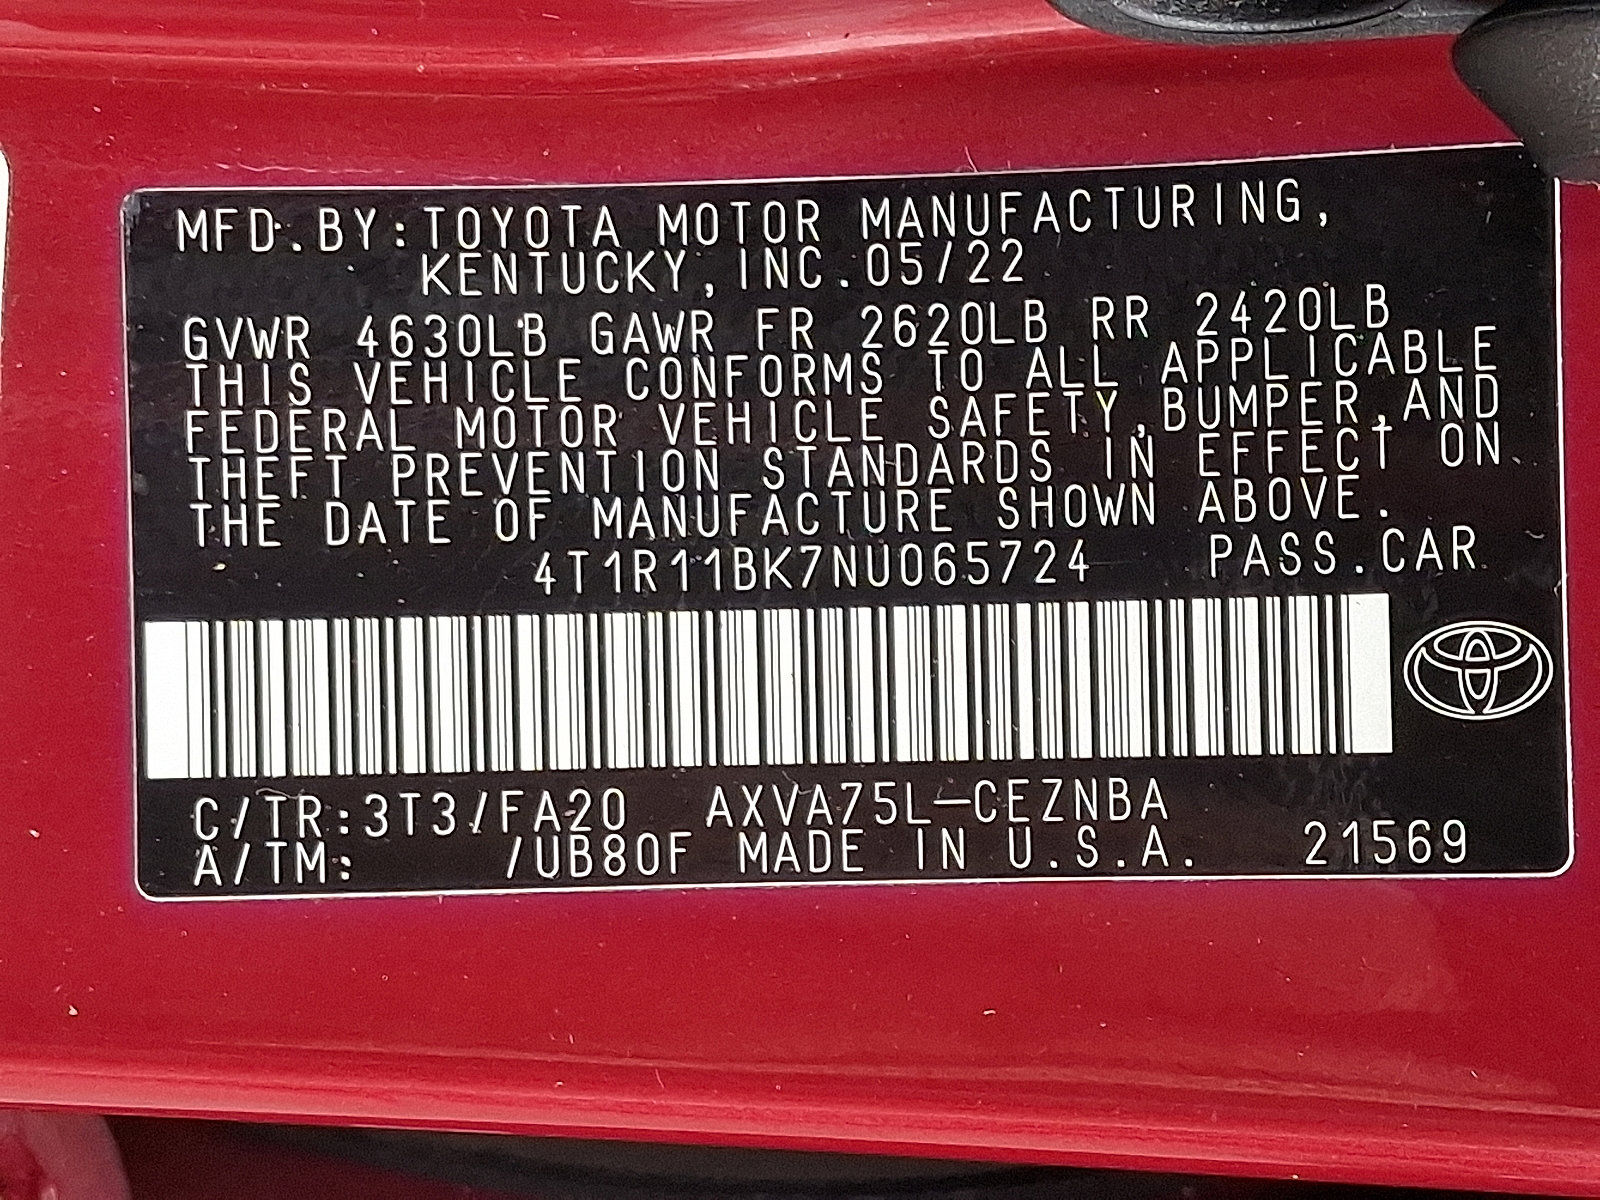 MFD.BY:TOYOTA MOTOR MANUFACTURING,
KENTUCKY,INC.05/22
GVWR 4630LB GAWR FR 2620LB RR 2420LB
THIS VEHICLE CONFORMS TO ALL APPLICABLE
FEDERAL MOTOR VEHICLE SAFETY,BUMPER,AND
THEFT PREVENTION STANDARDS IN EFFECT ON
THE DATE OF MANUFACTURE SHOWN ABOVE.
4T1R11BK7NU065724 PASS.CAR
C/TR:3T3/FA20 AXVA75L-CEZNBA
A/TM: /UB80F MADE IN U.S.A. 21569